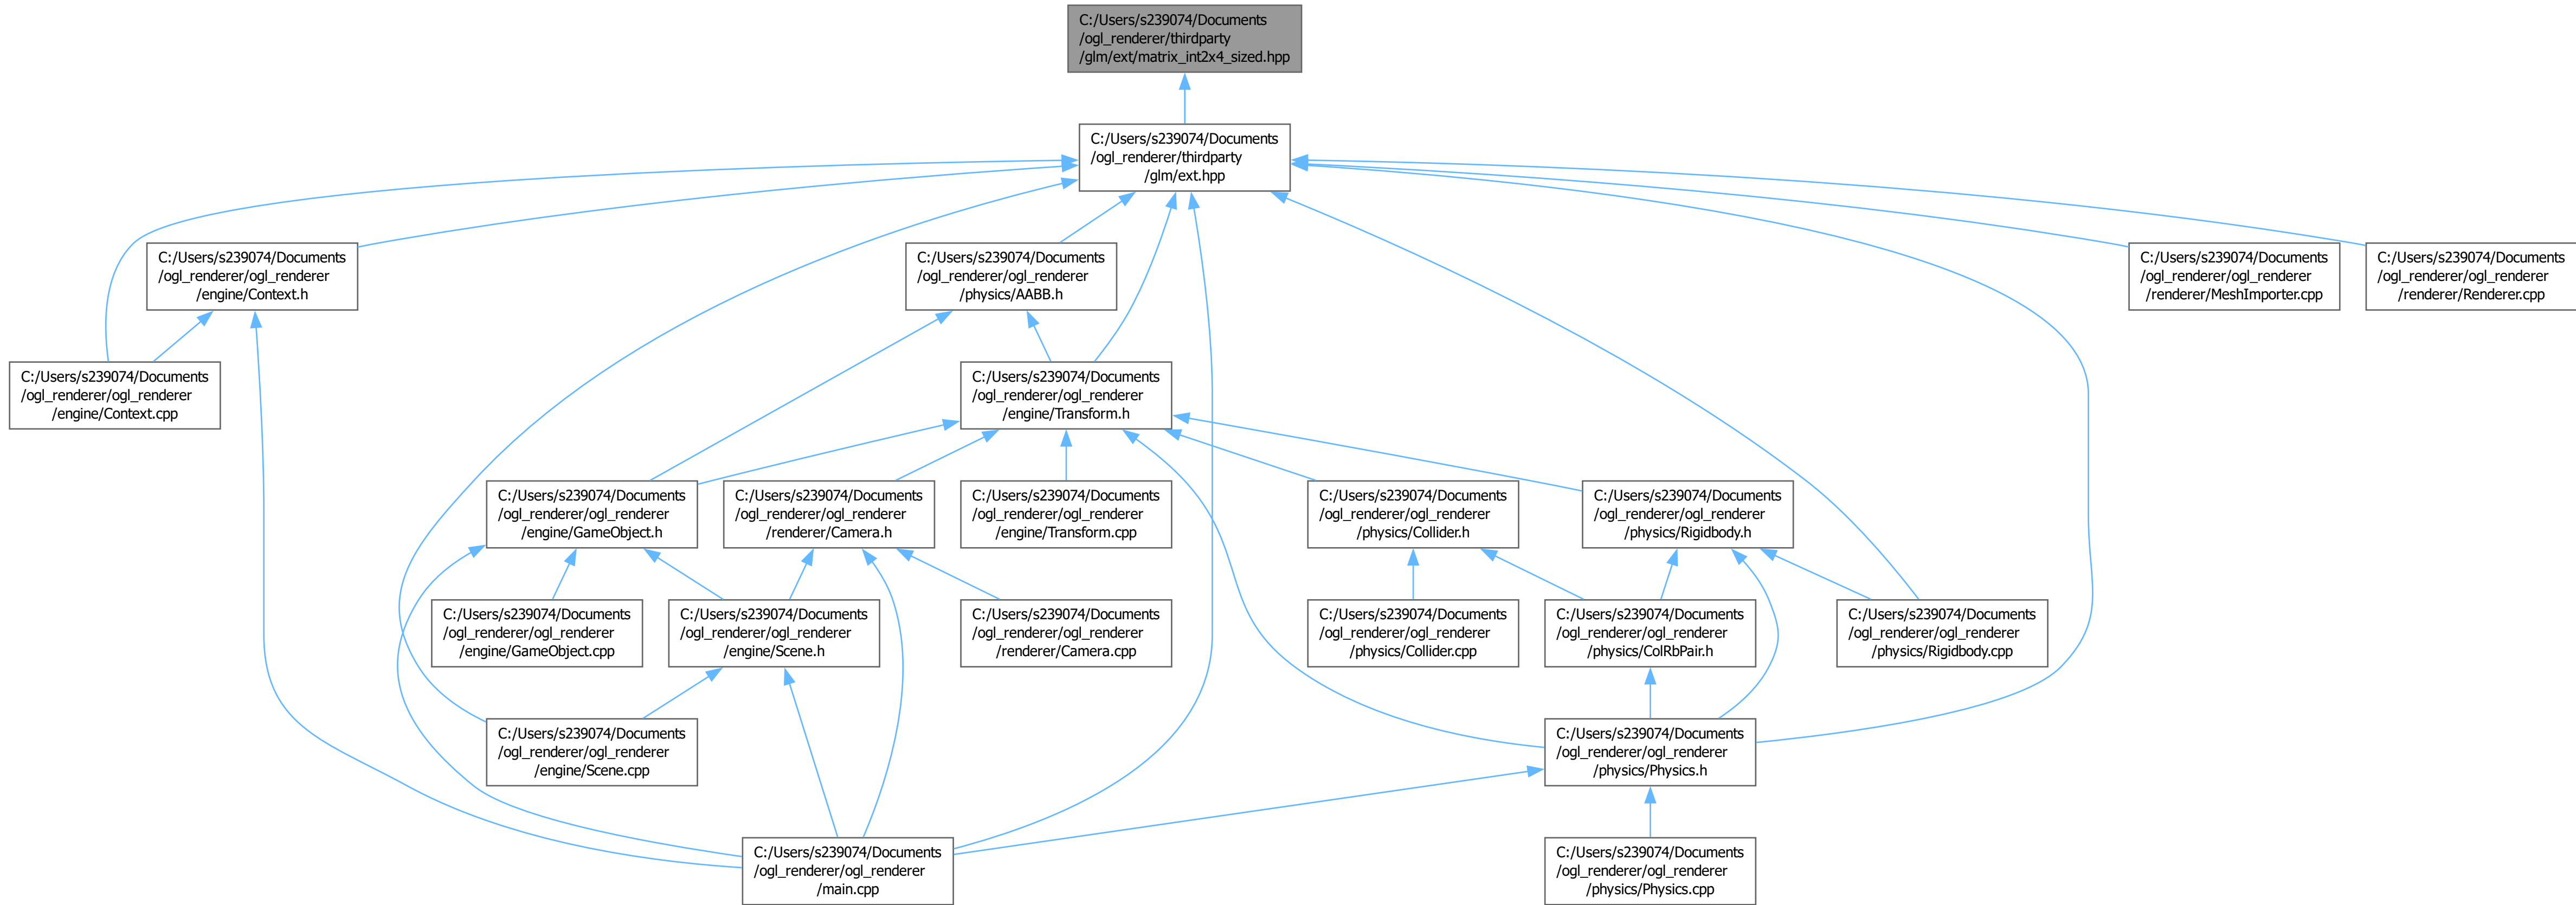 C:/Users/s239074/Documents
/ogl_renderer/thirdparty
/glm/ext/matrix_int2x4_sized.hpp
C:/Users/s239074/Documents
/ogl_renderer/thirdparty
/glm/ext.hpp
C:/Users/s239074/Documents
/ogl_renderer/ogl_renderer
/engine/Context.h
C:/Users/s239074/Documents
/ogl_renderer/ogl_renderer
/physics/AABB.h
C:/Users/s239074/Documents
/ogl_renderer/ogl_renderer
/renderer/MeshImporter.cpp
C:/Users/s239074/Documents
/ogl_renderer/ogl_renderer
/renderer/Renderer.cpp
C:/Users/s239074/Documents
/ogl_renderer/ogl_renderer
/engine/Context.cpp
C:/Users/s239074/Documents
/ogl_renderer/ogl_renderer
/engine/Transform.h
C:/Users/s239074/Documents
/ogl_renderer/ogl_renderer
/engine/GameObject.h
C:/Users/s239074/Documents
/ogl_renderer/ogl_renderer
/renderer/Camera.h
C:/Users/s239074/Documents
/ogl_renderer/ogl_renderer
/engine/Transform.cpp
C:/Users/s239074/Documents
/ogl_renderer/ogl_renderer
/physics/Collider.h
C:/Users/s239074/Documents
/ogl_renderer/ogl_renderer
/physics/Rigidbody.h
C:/Users/s239074/Documents
/ogl_renderer/ogl_renderer
/engine/GameObject.cpp
C:/Users/s239074/Documents
/ogl_renderer/ogl_renderer
/engine/Scene.h
C:/Users/s239074/Documents
/ogl_renderer/ogl_renderer
/renderer/Camera.cpp
C:/Users/s239074/Documents
/ogl_renderer/ogl_renderer
/physics/Collider.cpp
C:/Users/s239074/Documents
/ogl_renderer/ogl_renderer
/physics/ColRbPair.h
C:/Users/s239074/Documents
/ogl_renderer/ogl_renderer
/physics/Rigidbody.cpp
C:/Users/s239074/Documents
/ogl_renderer/ogl_renderer
/engine/Scene.cpp
C:/Users/s239074/Documents
/ogl_renderer/ogl_renderer
/physics/Physics.h
C:/Users/s239074/Documents
/ogl_renderer/ogl_renderer
/main.cpp
C:/Users/s239074/Documents
/ogl_renderer/ogl_renderer
/physics/Physics.cpp